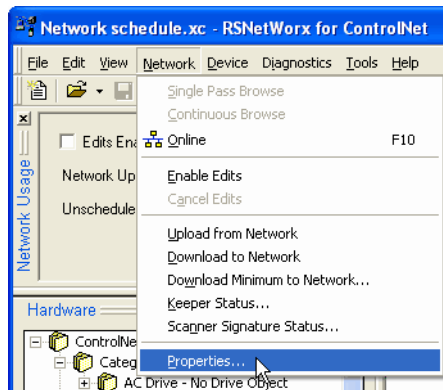 Network schedule.xc - RSNetWorx for ControlNet
File Edit View Network Device Diagnostics Tools Help
Single Pass Browse
Continuous Browse
Online F10
Enable Edits
Cancel Edits
Upload from Network
Download to Network
Download Minimum to Network...
Keeper Status...
Scanner Signature Status...
Properties...
Network Usage
Edits Ena
Network Up
Unschedule
Hardware
ControlNe
Categ
AC Drive - No Drive Object